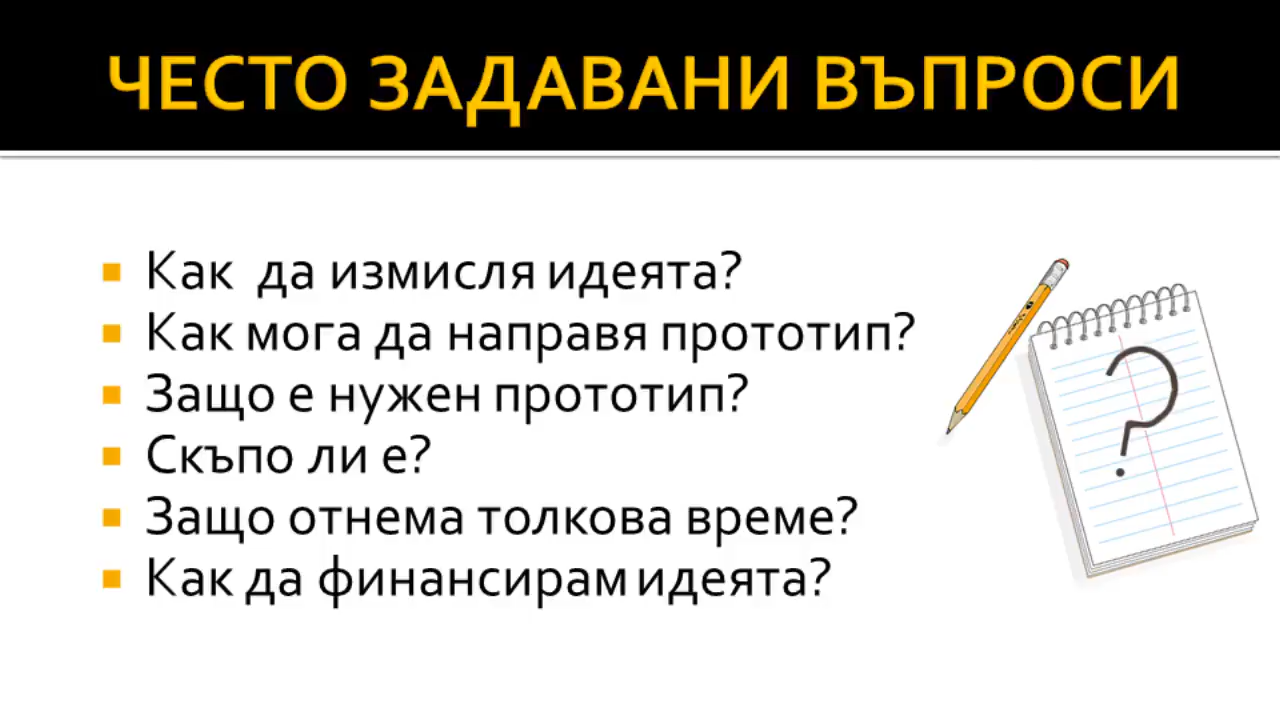 ЧЕСТО ЗАДАВАНИ ВЪПРОСИ
Как да измисля идеята?
Как мога да направя прототип?
Защо е нужен прототип?
Скъпо ли е?
Защо отнема толкова време?
Как да финансирам идеята?
?